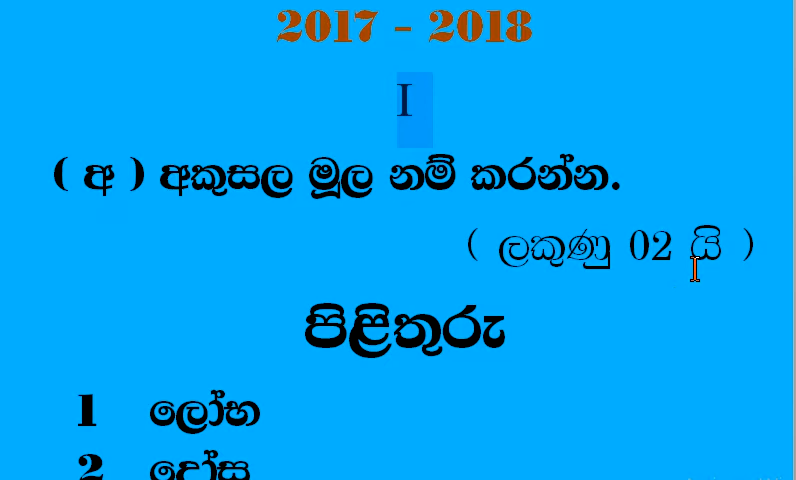 2017 - 2018
I
( අ ) අකුසල මූල නම් කරන්න.
( ලකුණු 02 යි )
පිළිතුරු
1 ලෝභ
2 දෝස